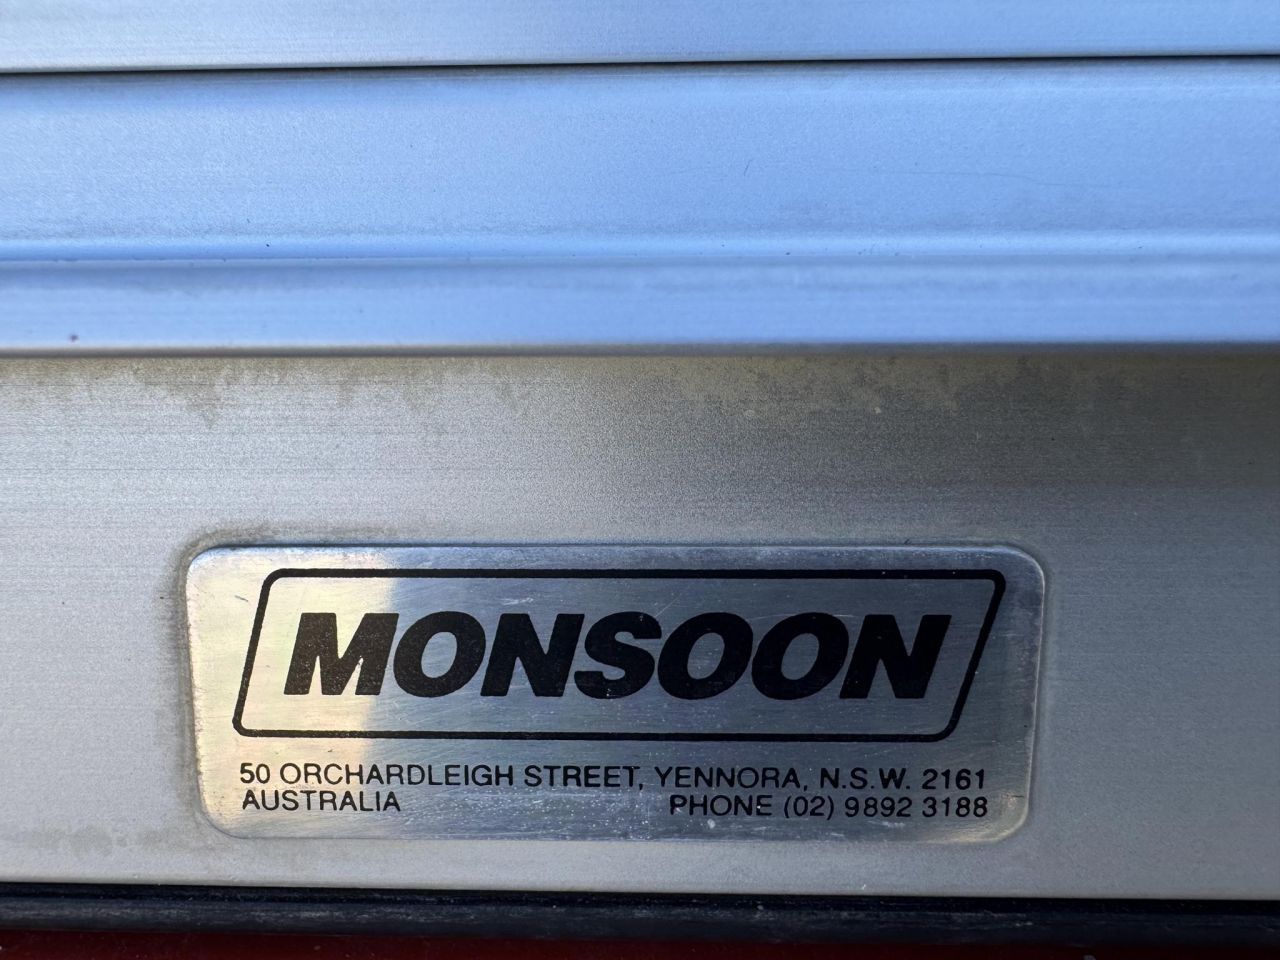 MONSOON
50 ORCHARDLEIGH STREET, YENNORA, N.S.W. 2161
AUSTRALIA PHONE (02) 9892 3188